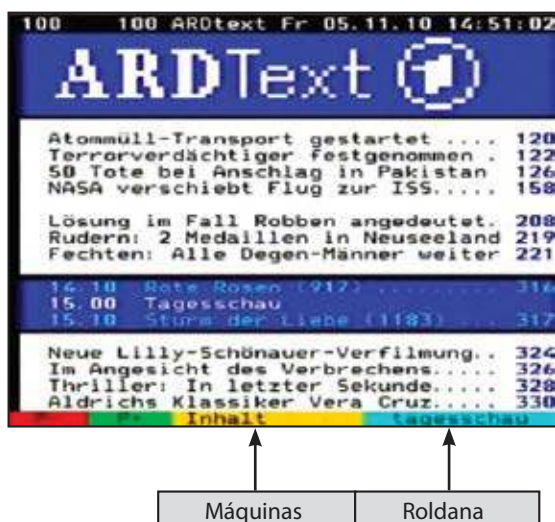 100 100 ARDtext Fr 05.11.10 14:51:02
ARDText 1
Atommüll-Transport gestartet .... 120
Terrorverdächtiger festgenommen . 122
50 Tote bei Anschlag in Pakistan 126
NASA verschiebt Flug zur ISS..... 158
Lösung im Fall Robben angedeutet. 208
Rudern: 2 Medaillen in Neuseeland 219
Fechten: Alle Degen-Männer weiter 221
14.10 Rote Rosen (917) .......... 316
15.00 Tagesschau
15.10 Sturm der Liebe (1183) ... 317
Neue Lilly-Schönauer-Verfilmung.. 324
Im Angesicht des Verbrechens..... 326
Thriller: In letzter Sekunde..... 328
Aldrichs Klassiker Vera Cruz..... 330
P- P+ Inhalt tagesschau
Máquinas Roldana